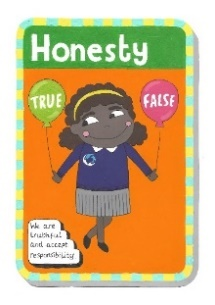 Honesty
TRUE
FALSE
We are
truthful
and accept
responsibility.